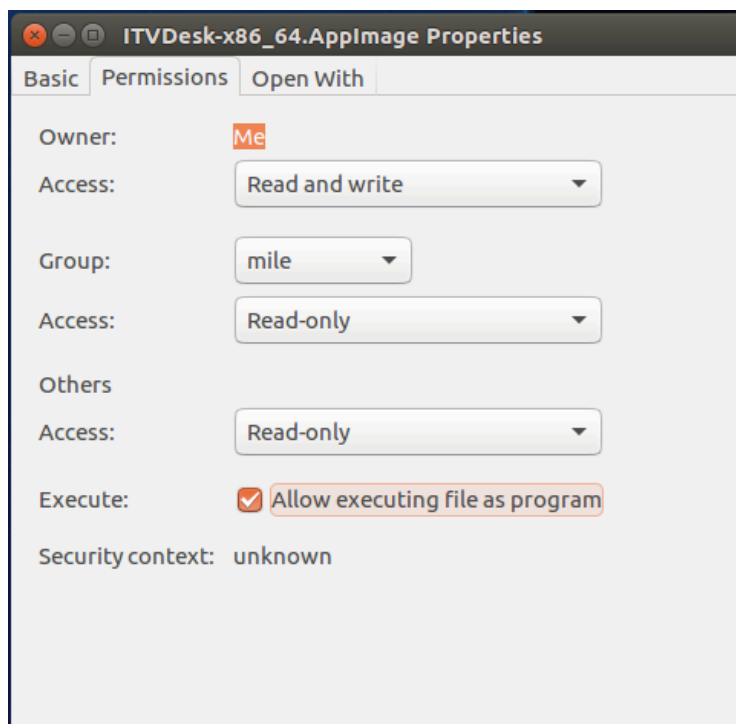 ITVDesk-x86_64.AppImage Properties
Basic Permissions Open With
Owner: Me
Access: Read and write
Group: mile
Access: Read-only
Others
Access: Read-only
Execute: Allow executing file as program
Security context: unknown